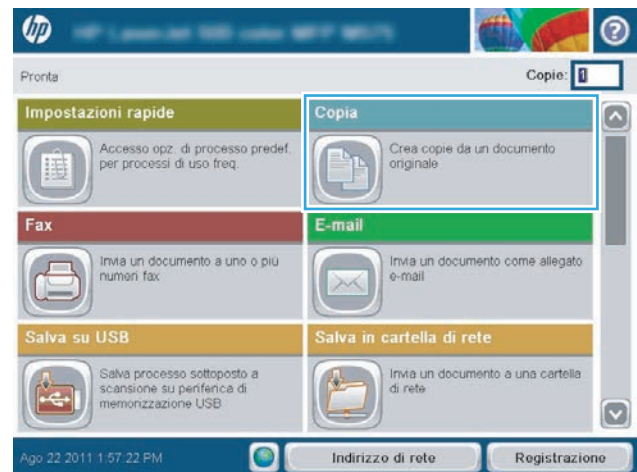 hp
Pronta
Copie: 1
Impostazioni rapide
Accesso opz. di processo predef.
per processi di uso freq.
Copia
Crea copie da un documento
originale
Fax
Invia un documento a uno o più
numeri fax
E-mail
Invia un documento come allegato
e-mail
Salva su USB
Salva processo sottoposto a
scansione su periferica di
memorizzazione USB
Salva in cartella di rete
Invia un documento a una cartella
di rete
Ago 22 2011 1:57:22 PM
Indirizzo di rete
Registrazione